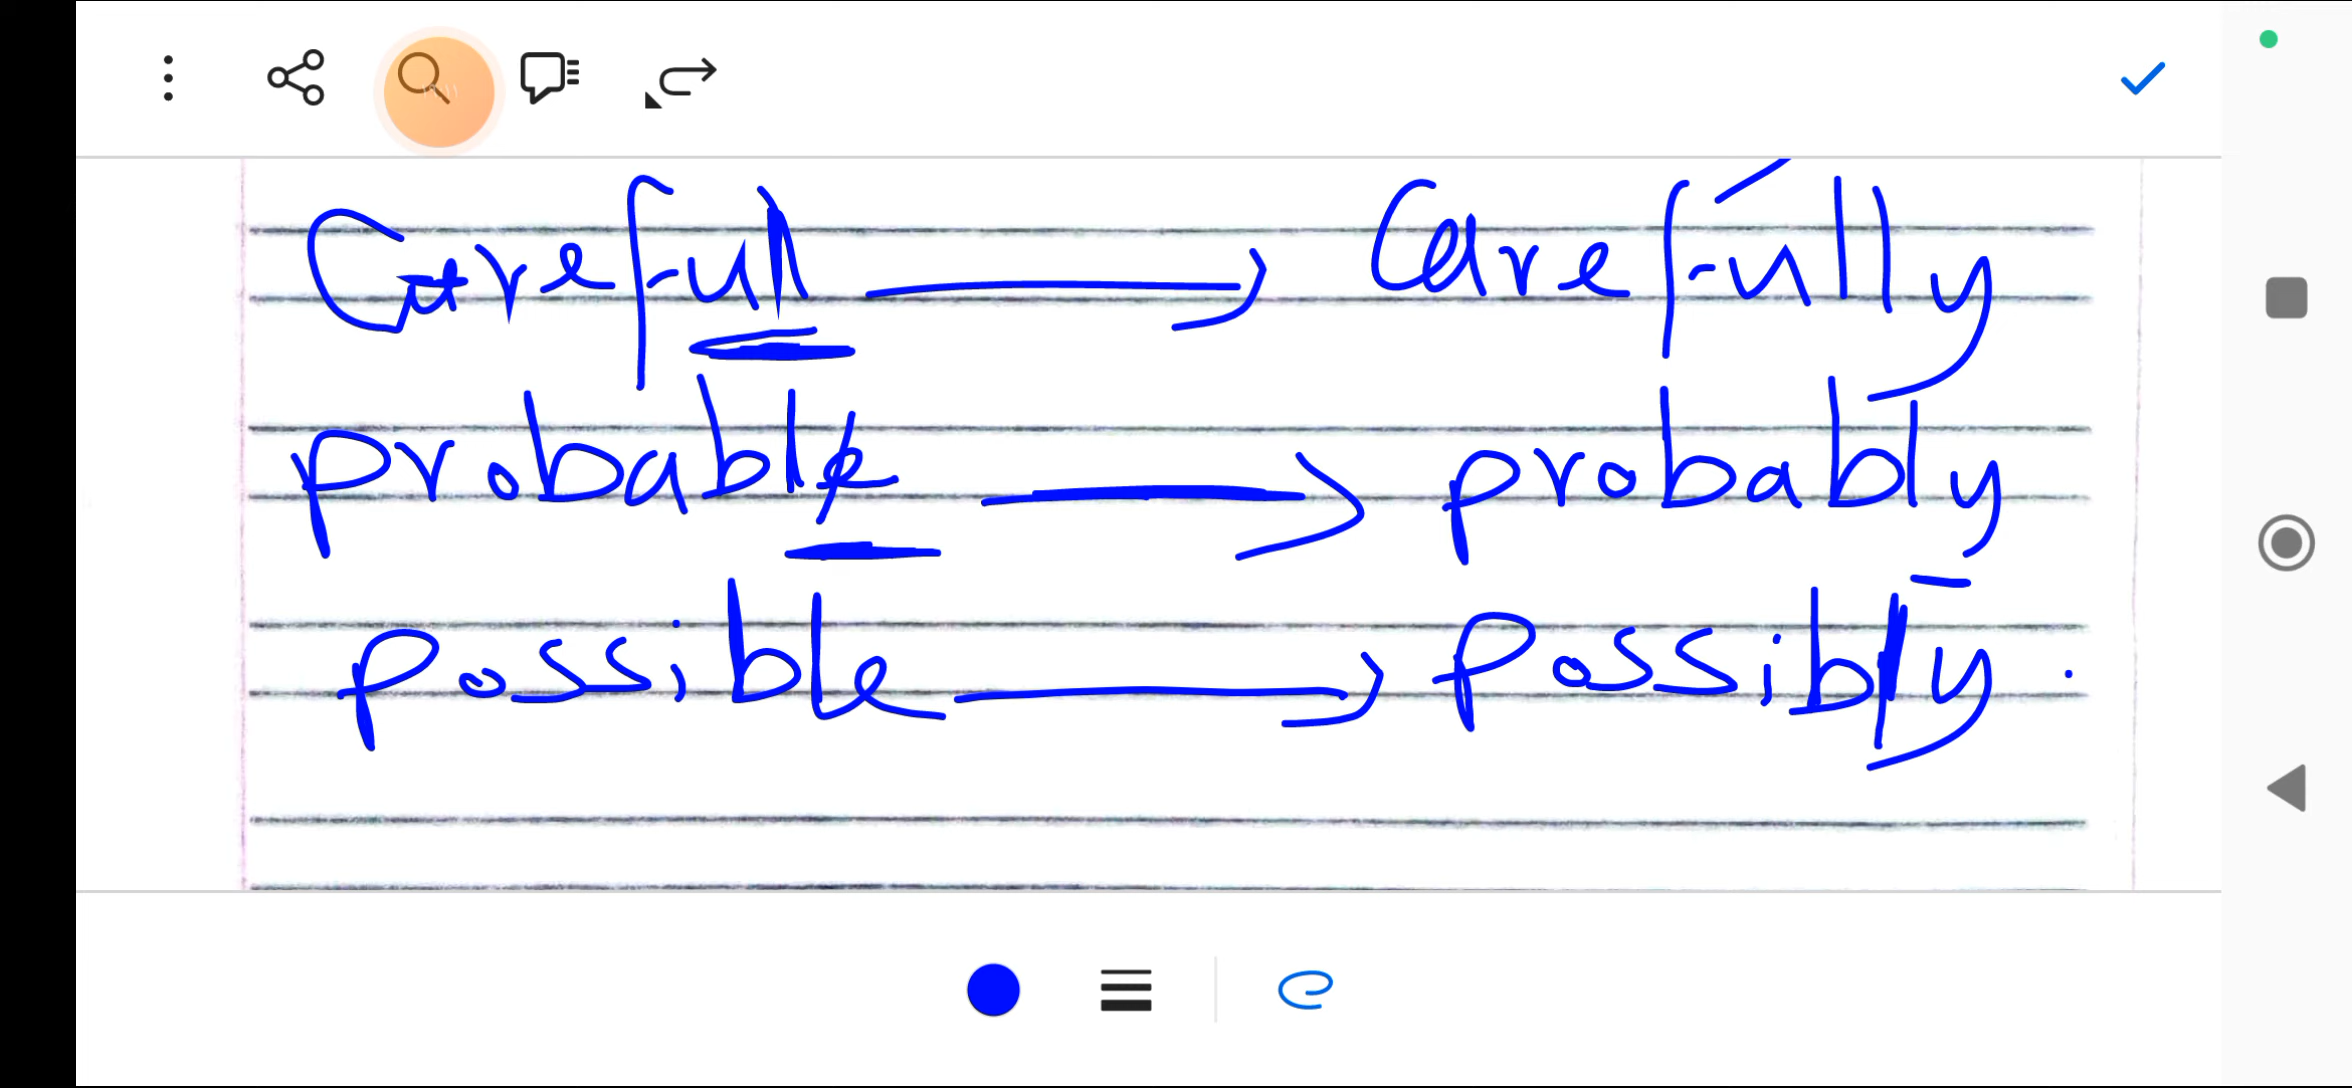 Careful → Carefully
probable → probably
possible → possibly.